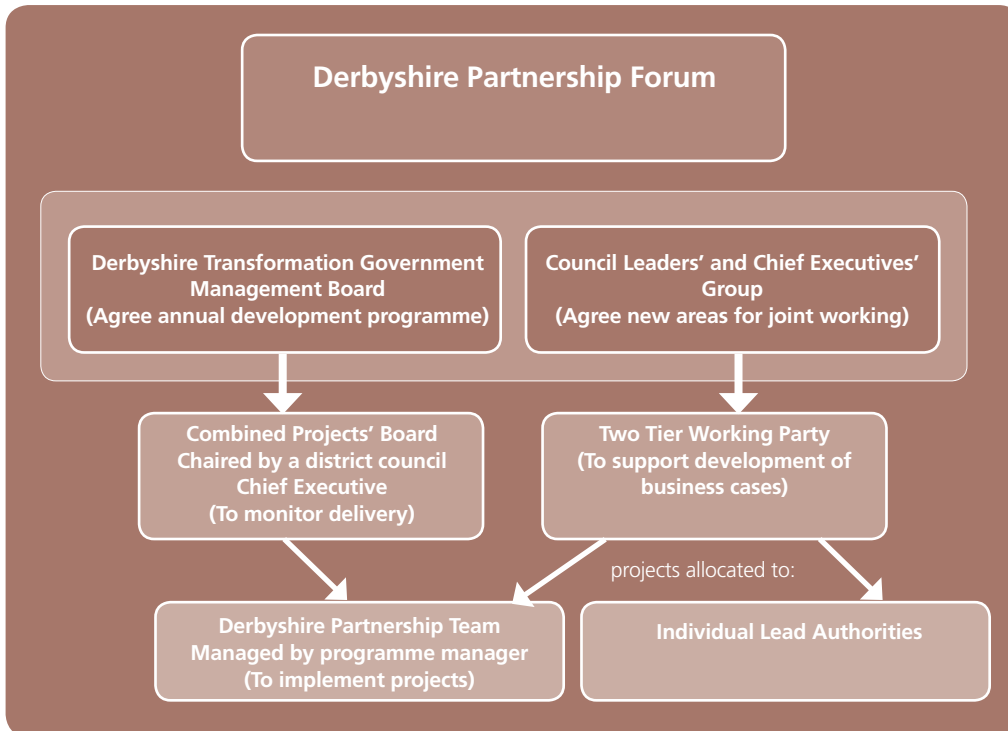 Derbyshire Partnership Forum
Derbyshire Transformation Government
Management Board
(Agree annual development programme)
Council Leaders’ and Chief Executives’
Group
(Agree new areas for joint working)
Combined Projects’ Board
Chaired by a district council
Chief Executive
(To monitor delivery)
Two Tier Working Party
(To support development of
business cases)
projects allocated to:
Derbyshire Partnership Team
Managed by programme manager
(To implement projects)
Individual Lead Authorities